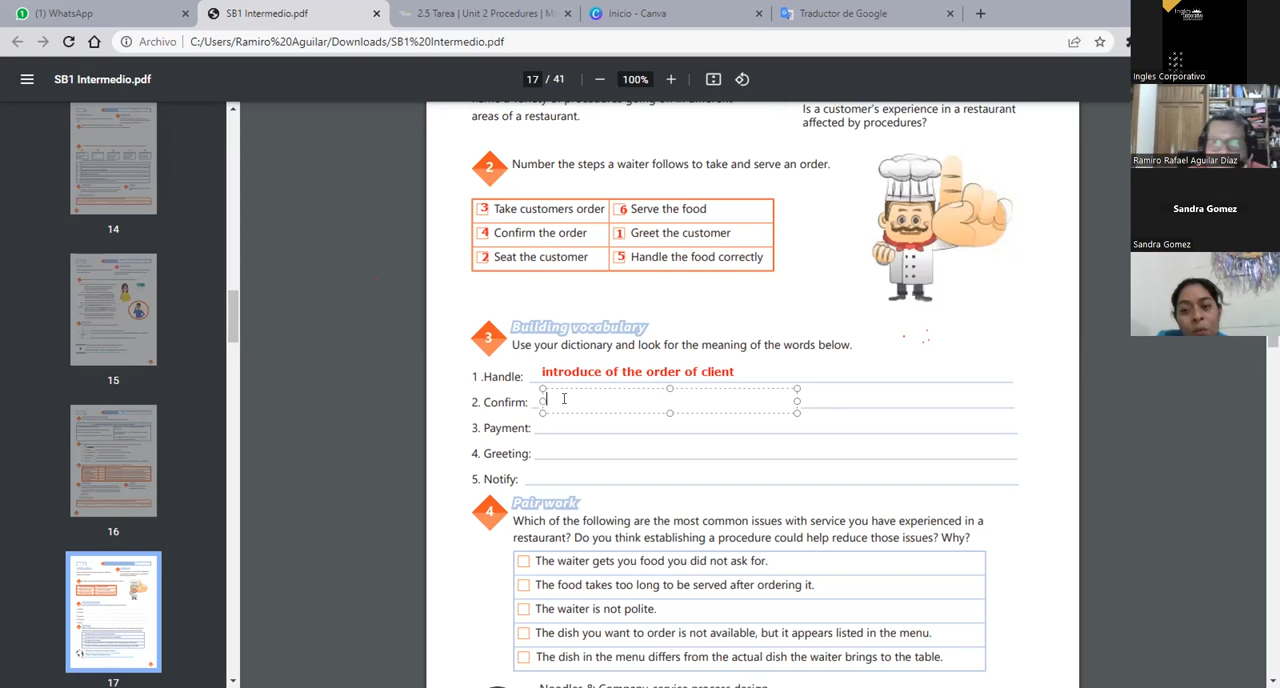 (1) WhatsApp
SB1 Intermedio.pdf
2.5 Tarea | Unit 2 Procedures | M
Inicio - Canva
Traductor de Google
Archivo C:/Users/Ramiro%20Aguilar/Downloads/SB1%20Intermedio.pdf
SB1 Intermedio.pdf
17 / 41
100%
14
15
16
17
areas of a restaurant.
Is a customer's experience in a restaurant
affected by procedures?
2 Number the steps a waiter follows to take and serve an order.
3 Take customers order 6 Serve the food
4 Confirm the order 1 Greet the customer
2 Seat the customer 5 Handle the food correctly
3 Building vocabulary
Use your dictionary and look for the meaning of the words below.
1 .Handle: introduce of the order of client
2. Confirm:
3. Payment:
4. Greeting:
5. Notify:
4 Pair work
Which of the following are the most common issues with service you have experienced in a
restaurant? Do you think establishing a procedure could help reduce those issues? Why?
The waiter gets you food you did not ask for.
The food takes too long to be served after ordering it.
The waiter is not polite.
The dish you want to order is not available, but it appears listed in the menu.
The dish in the menu differs from the actual dish the waiter brings to the table.
Noodles & Company-service process design
Ingles
Corporativo
Ingles Corporativo
Ramiro Rafael Aguilar Díaz
Sandra Gomez
Sandra Gomez